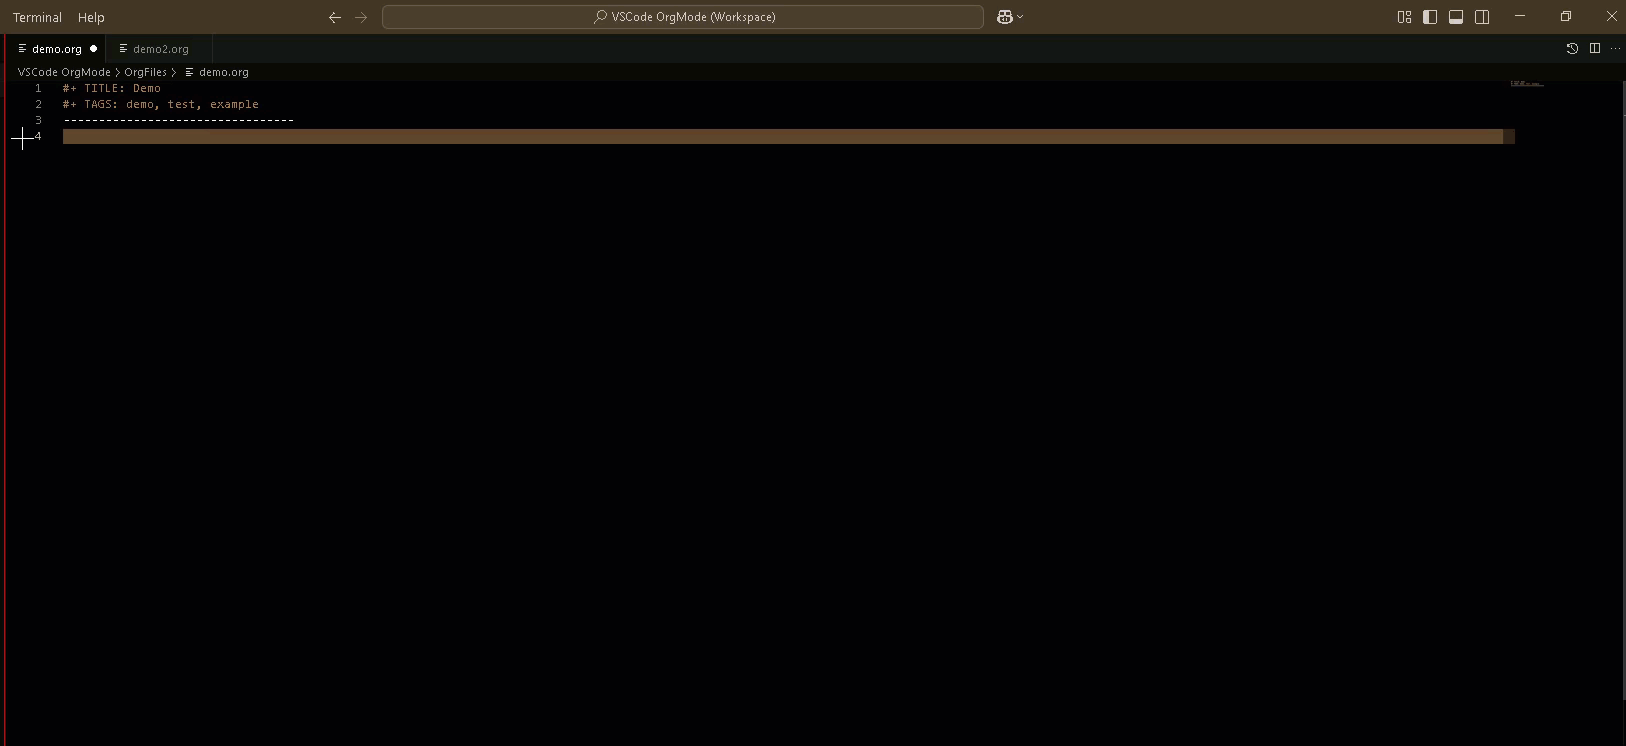 Terminal Help VSCode OrgMode (Workspace)
demo.org demo2.org
VSCode OrgMode > OrgFiles > demo.org
1 #+ TITLE: Demo
2 #+ TAGS: demo, test, example
3 ---------------------------------
4